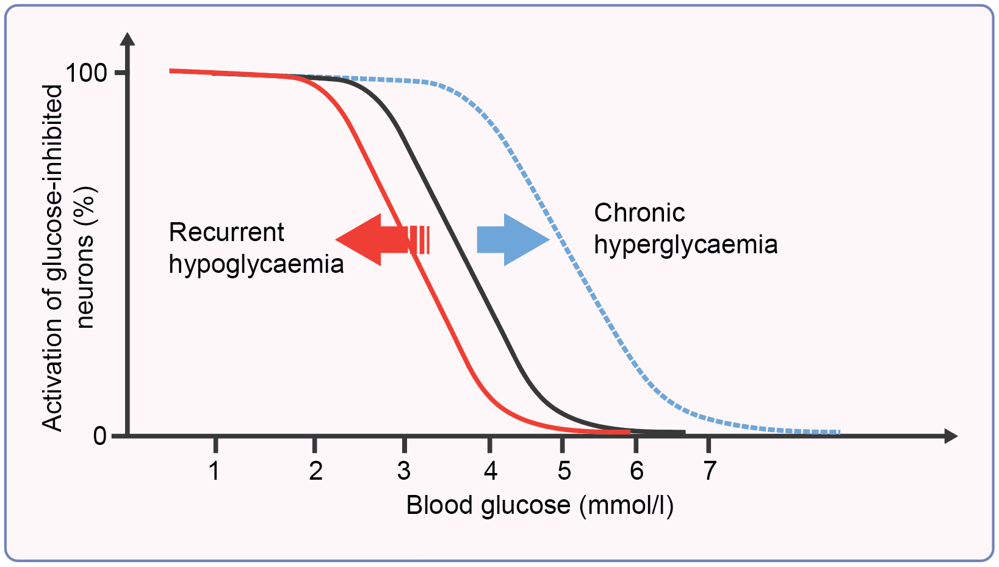 100
0
Activation of glucose-inhibited
neurons (%)
Recurrent
hypoglycaemia
Chronic
hyperglycaemia
1 2 3 4 5 6 7
Blood glucose (mmol/l)